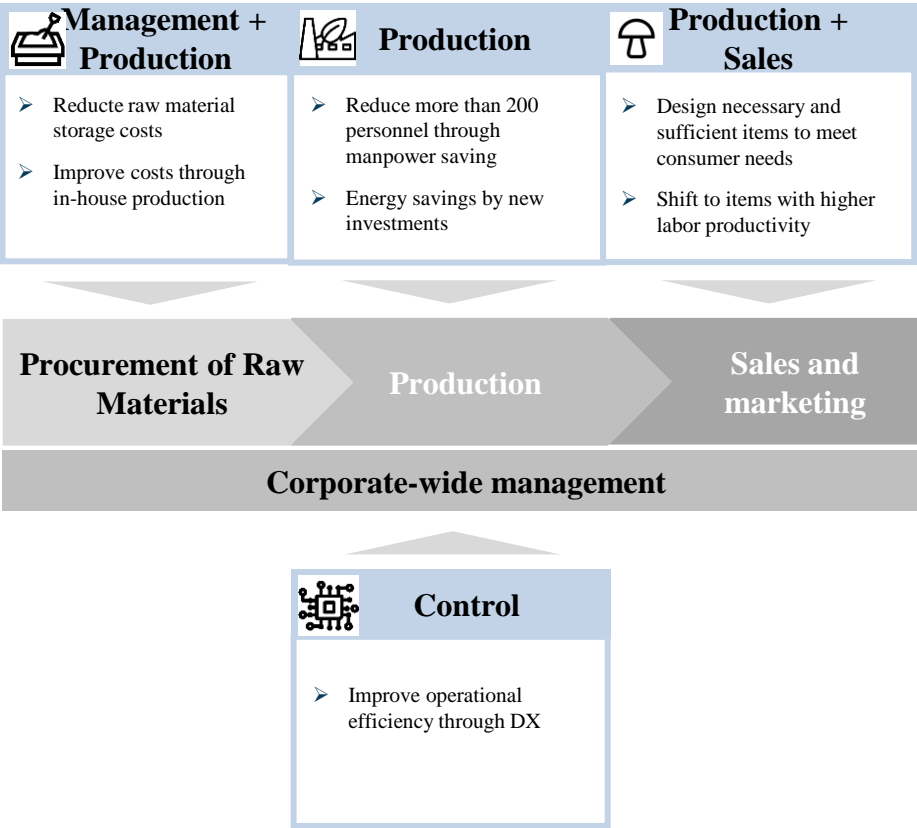 Management +
Production
Reducte raw material
storage costs
Improve costs through
in-house production
Production
Reduce more than 200
personnel through
manpower saving
Energy savings by new
investments
Production +
Sales
Design necessary and
sufficient items to meet
consumer needs
Shift to items with higher
labor productivity
Procurement of Raw
Materials
Production
Sales and
marketing
Corporate-wide management
Control
Improve operational
efficiency through DX